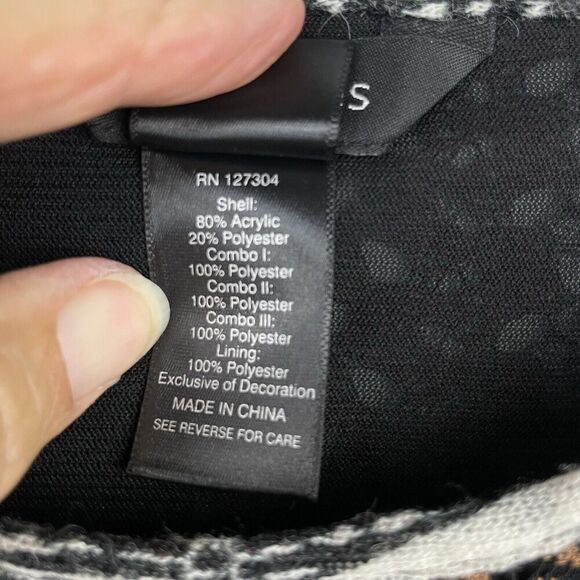 S
RN 127304
Shell:
80% Acrylic
20% Polyester
Combo I:
100% Polyester
Combo II:
100% Polyester
Combo III:
100% Polyester
Lining:
100% Polyester
Exclusive of Decoration
MADE IN CHINA
SEE REVERSE FOR CARE